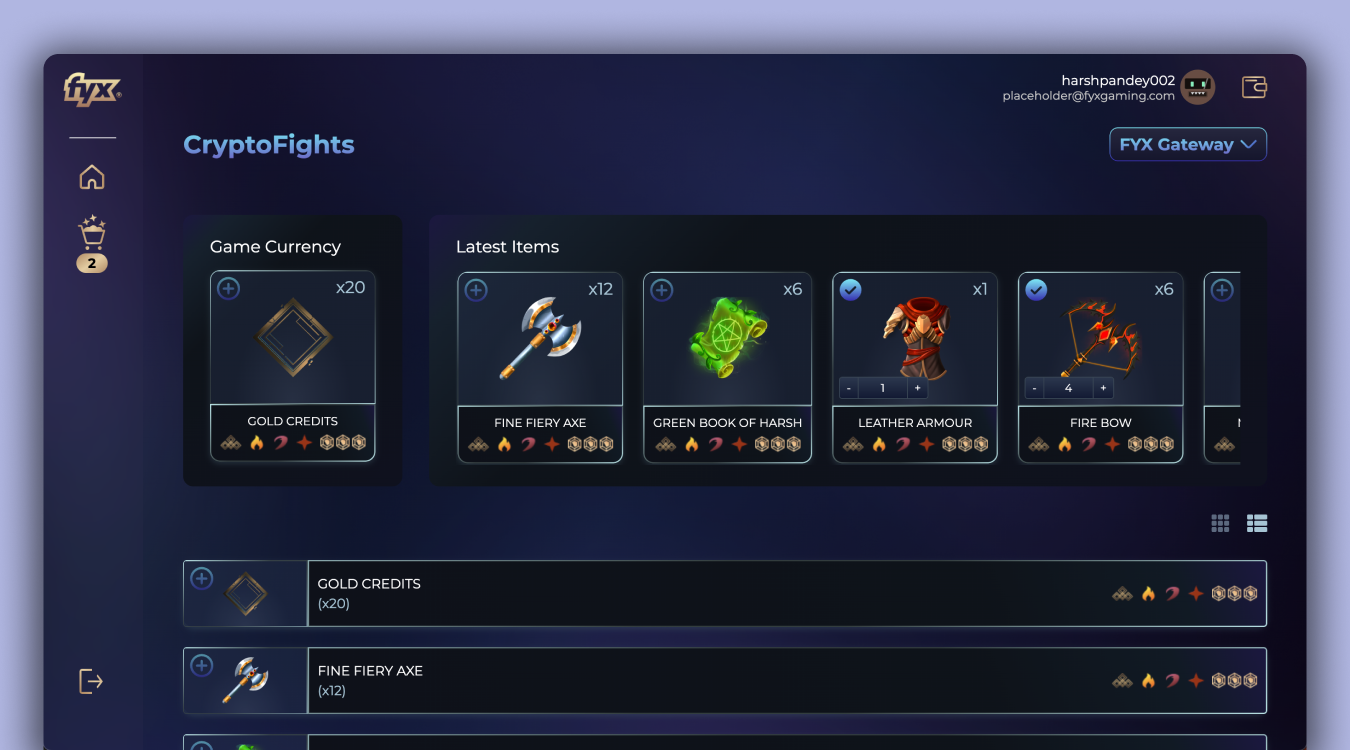 fyx
harshpandey002
placeholder@fyxgaming.com
CryptoFights
FYX Gateway
2
Game Currency
x20
GOLD CREDITS
Latest Items
x12
FINE FIERY AXE
x6
GREEN BOOK OF HARSH
x1
- 1 +
LEATHER ARMOUR
x6
- 4 +
FIRE BOW
GOLD CREDITS
(x20)
FINE FIERY AXE
(x12)